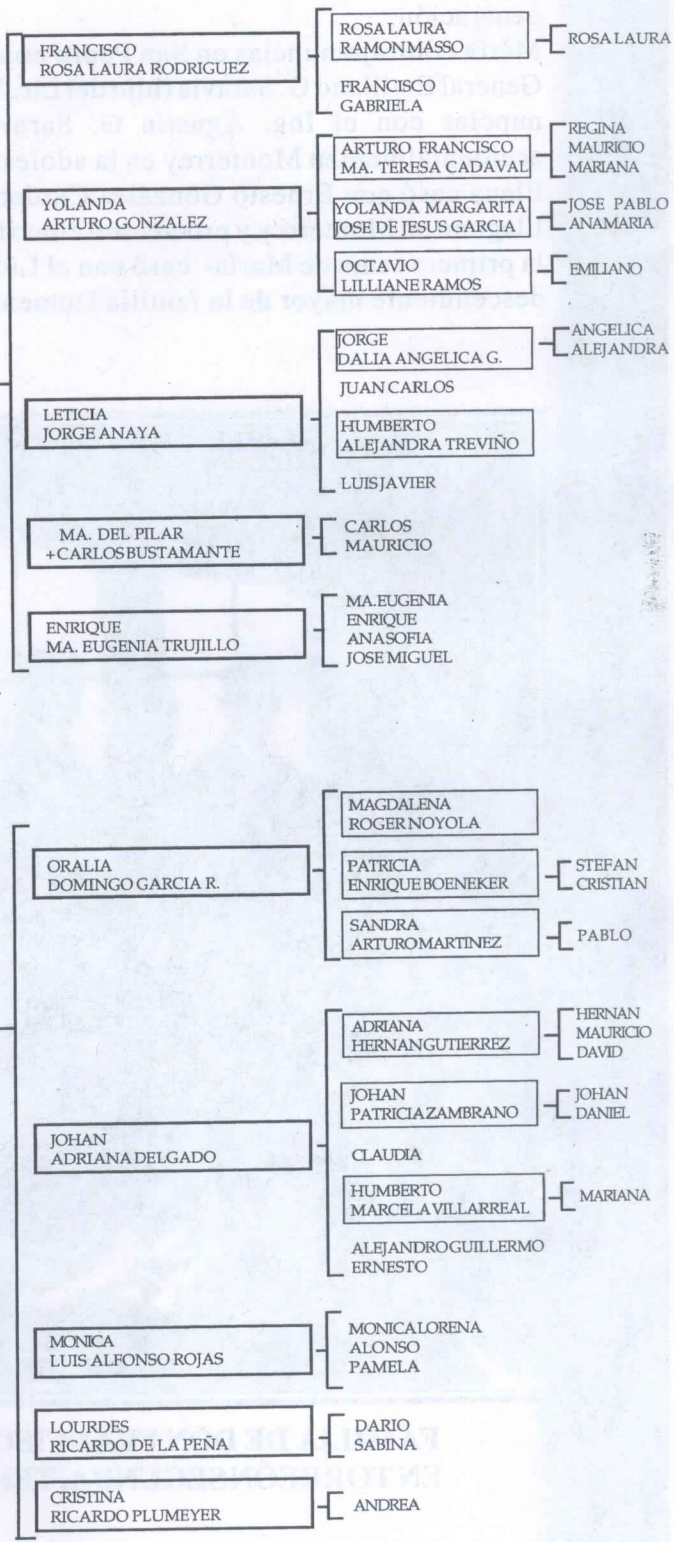 FRANCISCO
ROSA LAURA RODRIGUEZ
ROSA LAURA
RAMON MASSO
ROSA LAURA
FRANCISCO
GABRIELA
YOLANDA
ARTURO GONZALEZ
ARTURO FRANCISCO
MA. TERESA CADAVAL
REGINA
MAURICIO
MARIANA
YOLANDA MARGARITA
JOSE DE JESUS GARCIA
JOSE PABLO
ANAMARIA
OCTAVIO
LILLIANE RAMOS
EMILIANO
LETICIA
JORGE ANAYA
JORGE
DALIA ANGELICA G.
ANGELICA
ALEJANDRA
JUAN CARLOS
HUMBERTO
ALEJANDRA TREVIÑO
LUIS JAVIER
MA. DEL PILAR
+CARLOS BUSTAMANTE
CARLOS
MAURICIO
ENRIQUE
MA. EUGENIA TRUJILLO
MA. EUGENIA
ENRIQUE
ANA SOFIA
JOSE MIGUEL
ORALIA
DOMINGO GARCIA R.
MAGDALENA
ROGER NOYOLA
PATRICIA
ENRIQUE BOENEKER
STEFAN
CRISTIAN
SANDRA
ARTURO MARTINEZ
PABLO
JOHAN
ADRIANA DELGADO
ADRIANA
HERNAN GUTIERREZ
HERNAN
MAURICIO
DAVID
JOHAN
PATRICIA ZAMBRANO
JOHAN
DANIEL
CLAUDIA
HUMBERTO
MARCELA VILLARREAL
MARIANA
ALEJANDRO GUILLERMO
ERNESTO
MONICA
LUIS ALFONSO ROJAS
MONICA LORENA
ALONSO
PAMELA
LOURDES
RICARDO DE LA PEÑA
DARIO
SABINA
CRISTINA
RICARDO PLUMEYER
ANDREA